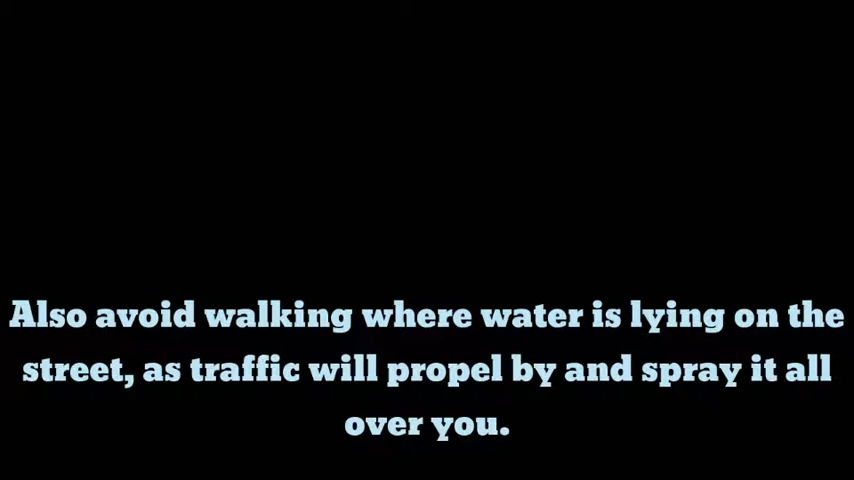 Also avoid walking where water is lying on the
street, as traffic will propel by and spray it all
over you.